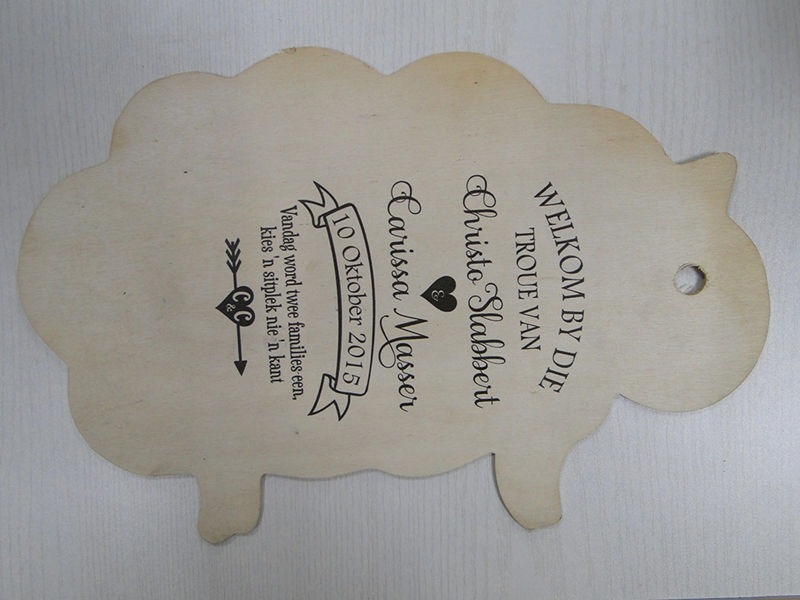 WELKOM BY DIE
TROUE VAN
Christo Slabbert
&
Carissa Masser
10 Oktober 2015
Vandag word twee families een,
kies 'n sitplek nie 'n kant
C&C